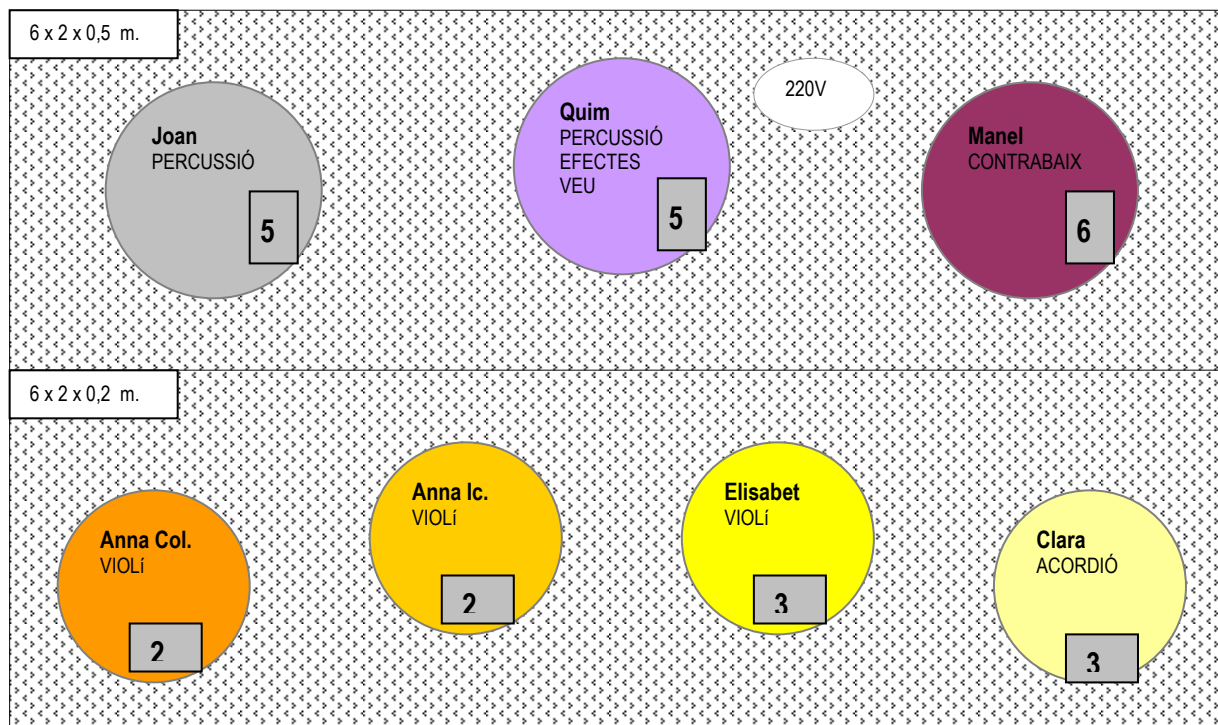 6 x 2 x 0,5 m.
220V
Joan
PERCUSSIÓ
5
Quim
PERCUSSIÓ
EFECTES
VEU
5
Manel
CONTRABAIX
6
6 x 2 x 0,2 m.
Anna Col.
VIOLí
2
Anna Ic.
VIOLí
2
Elisabet
VIOLí
3
Clara
ACORDIÓ
3